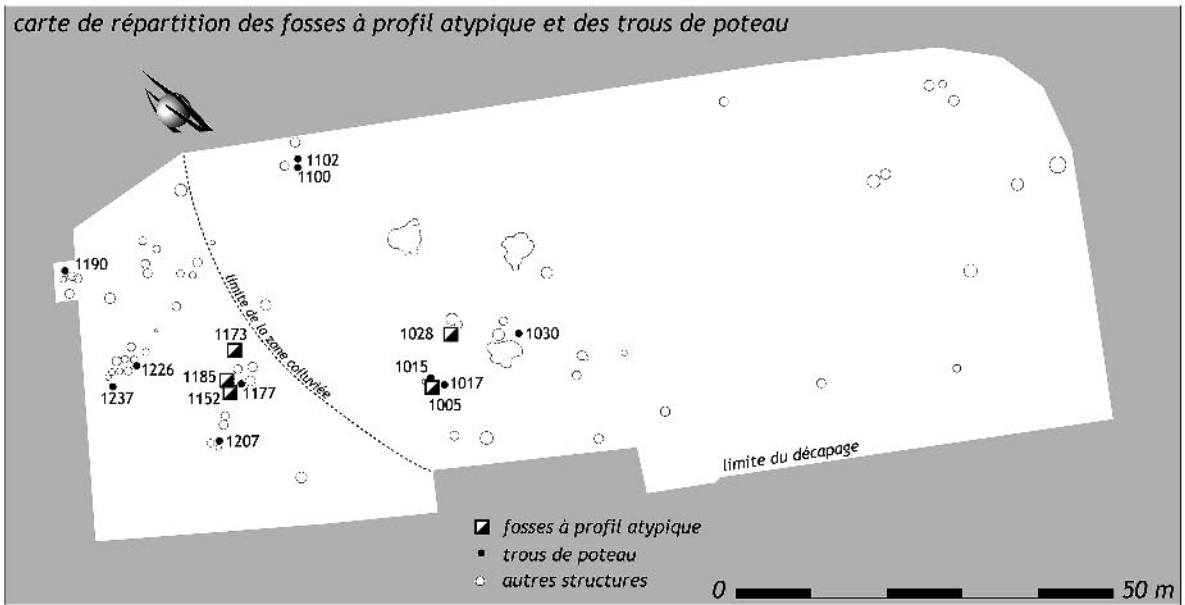 carte de répartition des fosses à profil atypique et des trous de poteau
1102
1100
1190
limite de la zone colluviée
1173
1028
1030
1226
1015
1017
1237
1185
1177
1152
1005
1207
limite du décapage
fosses à profil atypique
trous de poteau
autres structures
0 50 m